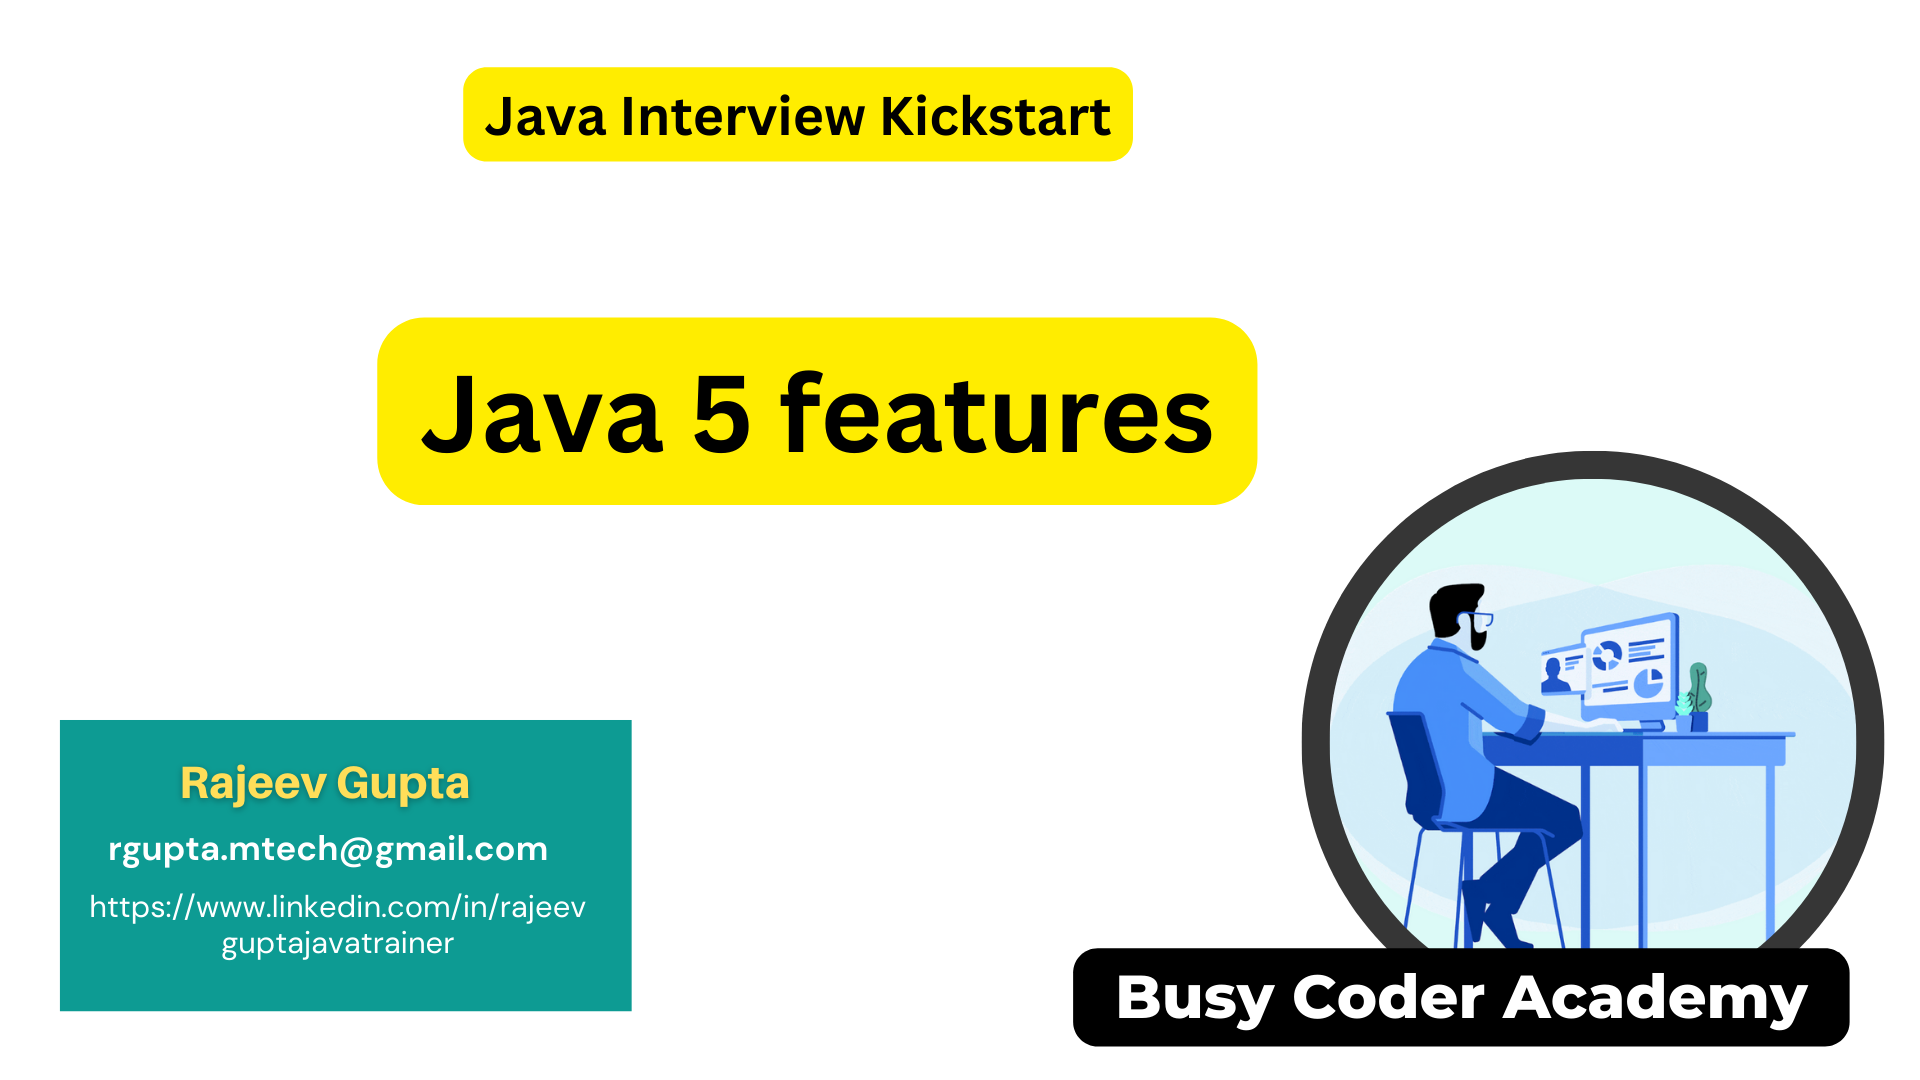 Java Interview Kickstart
Java 5 features
Rajeev Gupta
rgupta.mtech@gmail.com
https://www.linkedin.com/in/rajeev
guptajavatrainer
Busy Coder Academy